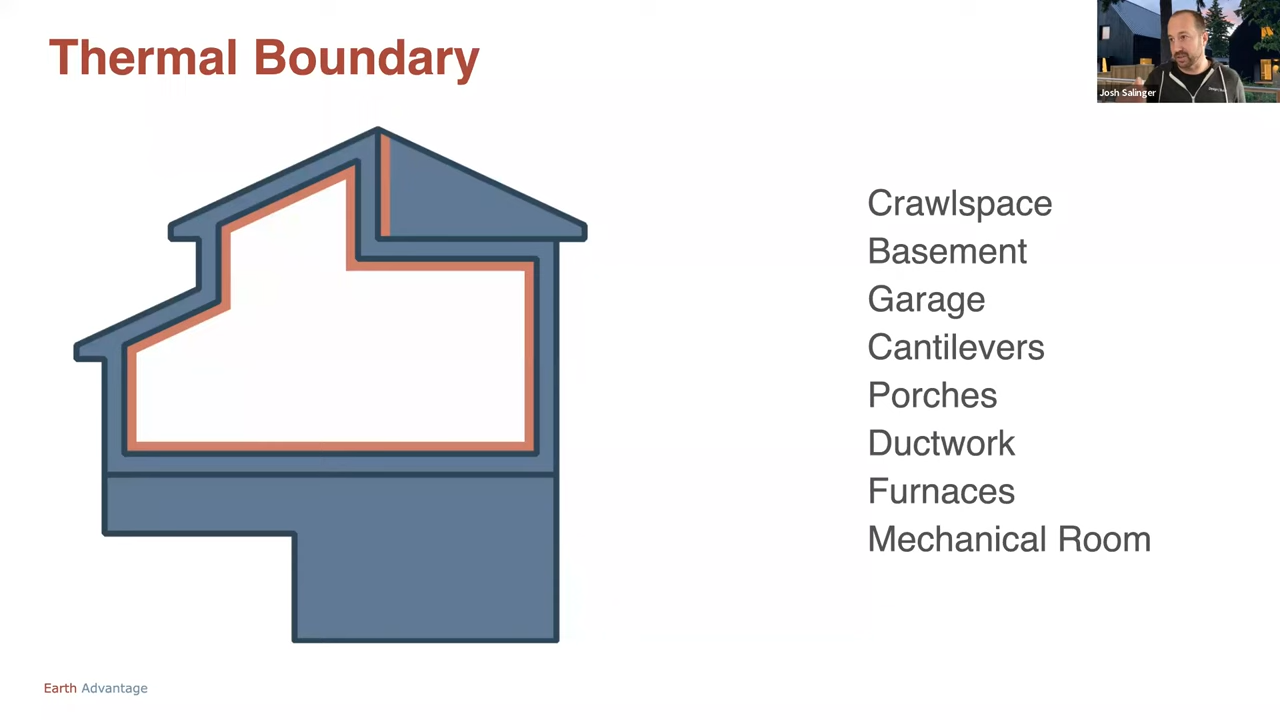 Thermal Boundary
Josh Salinger
Crawlspace
Basement
Garage
Cantilevers
Porches
Ductwork
Furnaces
Mechanical Room
Earth Advantage